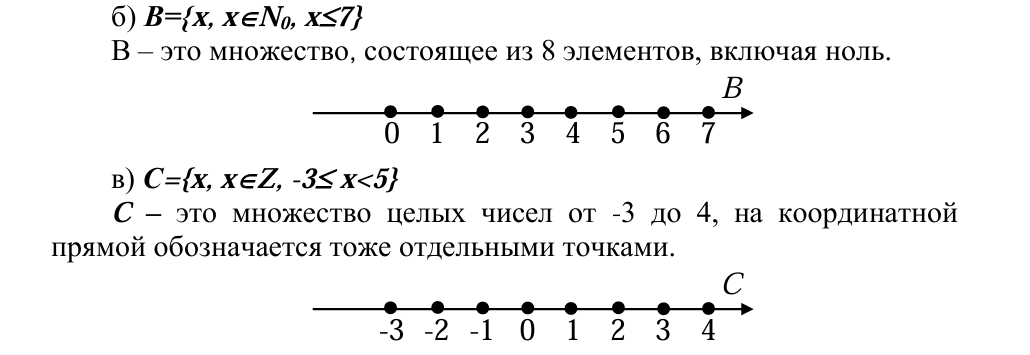 б) B={x, x∈N₀, x≤7}
В – это множество, состоящее из 8 элементов, включая ноль.
B
0 1 2 3 4 5 6 7
в) C={x, x∈Z, -3≤ x<5}
C – это множество целых чисел от -3 до 4, на координатной
прямой обозначается тоже отдельными точками.
C
-3 -2 -1 0 1 2 3 4